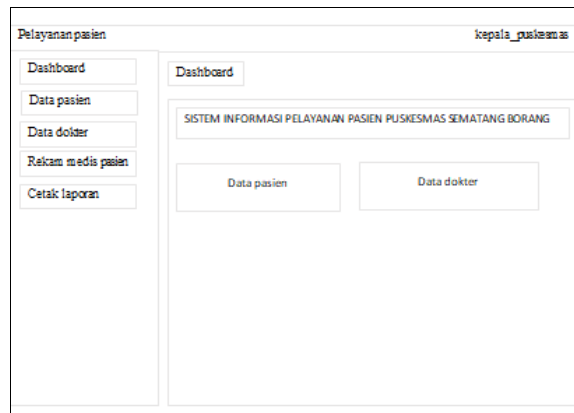 Pelayanan pasien
kepala_puskesmas
Dashboard
Data pasien
Data dokter
Rekam medis pasien
Cetak laporan
Dashboard
SISTEM INFORMASI PELAYANAN PASIEN PUSKESMAS SEMATANG BORANG
Data pasien
Data dokter